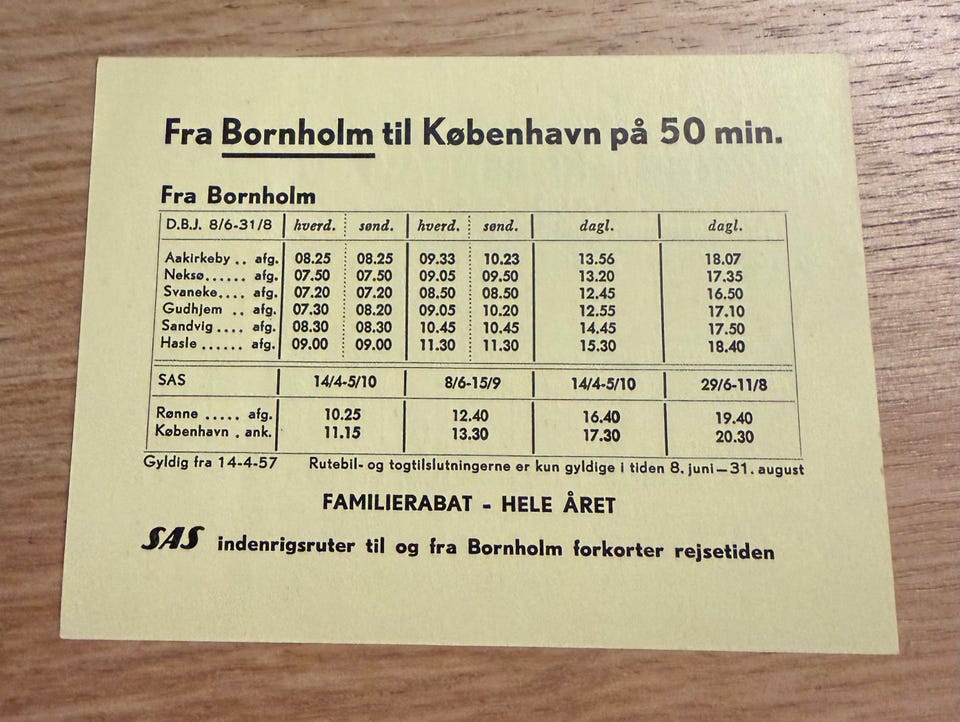 Fra Bornholm til København på 50 min.
Fra Bornholm
D.B.J. 8/6-31/8 hverd. sønd. hverd. sønd. dagl. dagl.
Aakirkeby .. afg. 08.25 08.25 09.33 10.23 13.56 18.07
Neksø...... afg. 07.50 07.50 09.05 09.50 13.20 17.35
Svaneke.... afg. 07.20 07.20 08.50 08.50 12.45 16.50
Gudhjem .. afg. 07.30 08.20 09.05 10.20 12.55 17.10
Sandvig .... afg. 08.30 08.30 10.45 10.45 14.45 17.50
Hasle ...... afg. 09.00 09.00 11.30 11.30 15.30 18.40
SAS 14/4-5/10 8/6-15/9 14/4-5/10 29/6-11/8
Rønne ..... afg. 10.25 12.40 16.40 19.40
København . ank. 11.15 13.30 17.30 20.30
Gyldig fra 14-4-57 Rutebil- og togtilslutningerne er kun gyldige i tiden 8. juni—31. august
FAMILIERABAT - HELE ÅRET
SAS indenrigsruter til og fra Bornholm forkorter rejsetiden